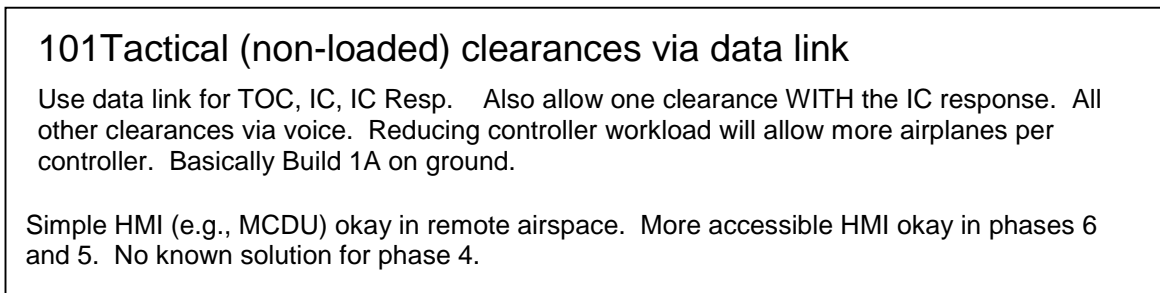 101Tactical (non-loaded) clearances via data link
Use data link for TOC, IC, IC Resp.   Also allow one clearance WITH the IC response.  All
other clearances via voice.  Reducing controller workload will allow more airplanes per
controller.  Basically Build 1A on ground.
Simple HMI (e.g., MCDU) okay in remote airspace.  More accessible HMI okay in phases 6
and 5.  No known solution for phase 4.